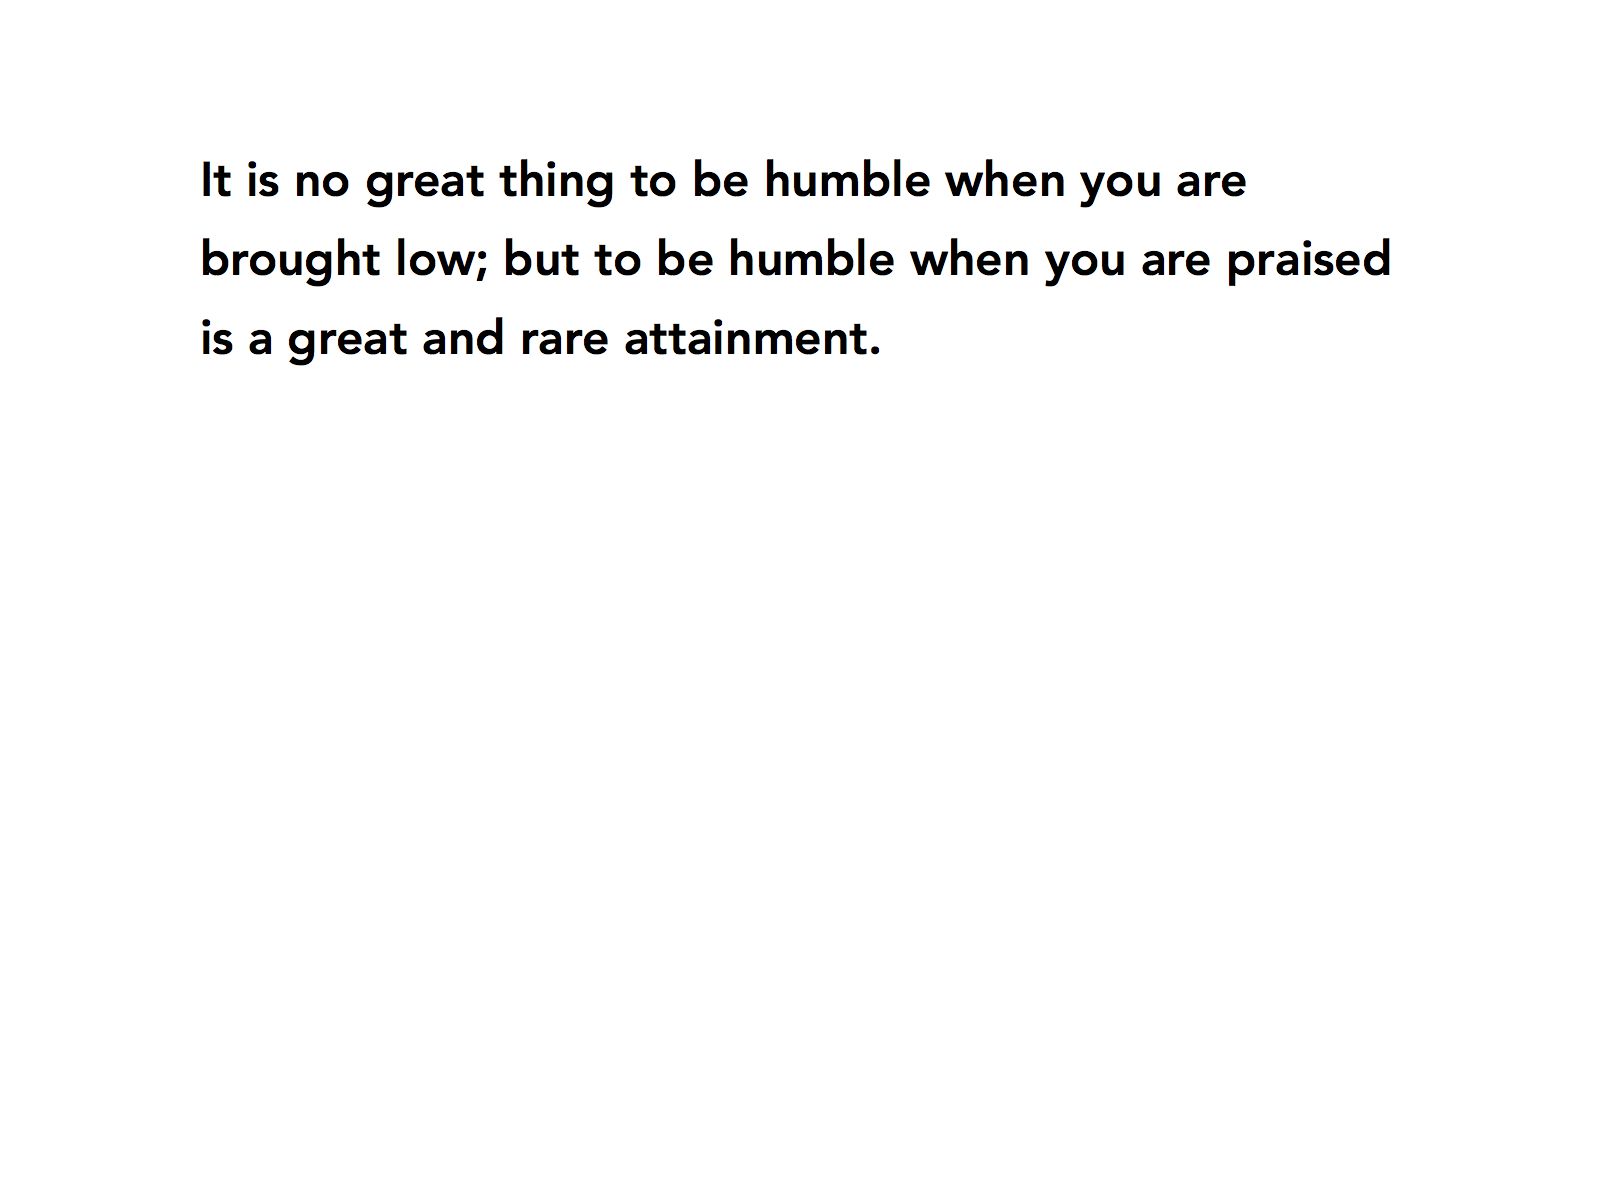 It is no great thing to be humble when you are
brought low; but to be humble when you are praised
is a great and rare attainment.